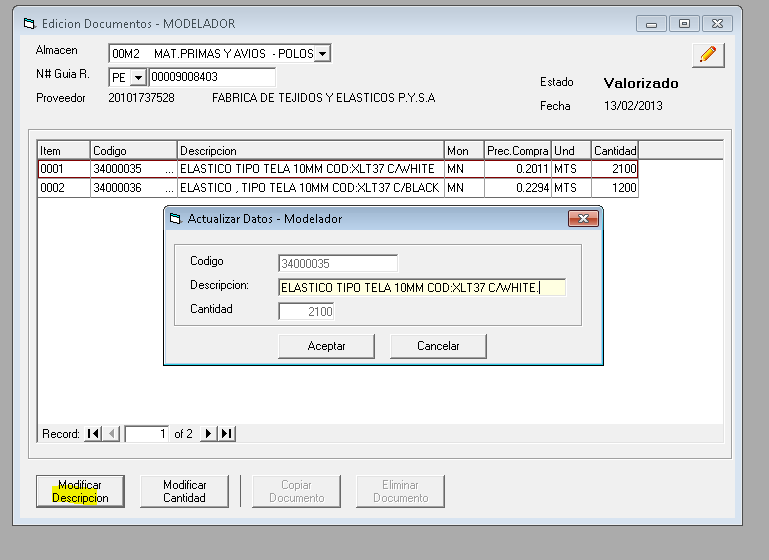 Edicion Documentos - MODELADOR
Almacen 00M2 MAT.PRIMAS Y AVIOS - POLOS
N# Guia R. PE 00009008403
Estado Valorizado
Proveedor 20101737528 FABRICA DE TEJIDOS Y ELASTICOS P.Y.S.A
Fecha 13/02/2013
Item Codigo Descripcion Mon Prec.Compra Und Cantidad
0001 34000035 ... ELASTICO TIPO TELA 10MM COD:XLT37 C/WHITE MN 0.2011 MTS 2100
0002 34000036 ... ELASTICO , TIPO TELA 10MM COD:XLT37 C/BLACK MN 0.2294 MTS 1200
Actualizar Datos - Modelador
Codigo 34000035
Descripcion: ELASTICO TIPO TELA 10MM COD:XLT37 C/WHITE.
Cantidad 2100
Aceptar Cancelar
Record: 1 of 2
Modificar Descripcion
Modificar Cantidad
Copiar Documento
Eliminar Documento